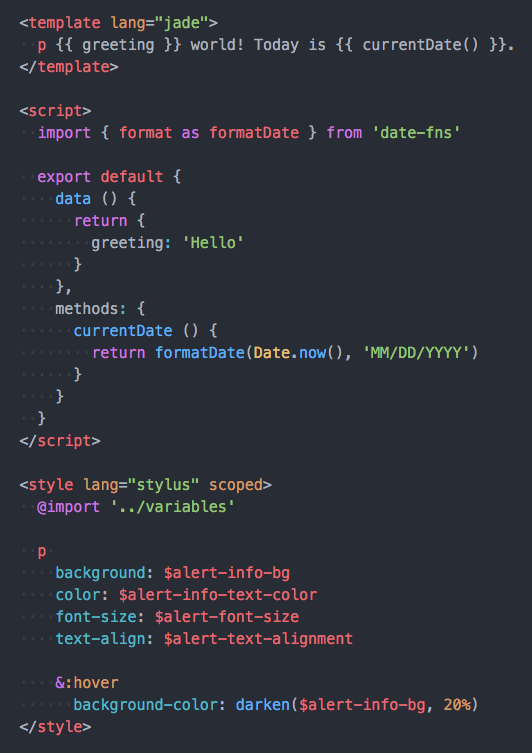 <template lang="jade">
  p {{ greeting }} world! Today is {{ currentDate() }}.
</template>

<script>
  import { format as formatDate } from 'date-fns'

  export default {
    data () {
      return {
        greeting: 'Hello'
      }
    },
    methods: {
      currentDate () {
        return formatDate(Date.now(), 'MM/DD/YYYY')
      }
    }
  }
</script>

<style lang="stylus" scoped>
  @import '../variables'

  p
    background: $alert-info-bg
    color: $alert-info-text-color
    font-size: $alert-font-size
    text-align: $alert-text-alignment

    &:hover
      background-color: darken($alert-info-bg, 20%)
</style>